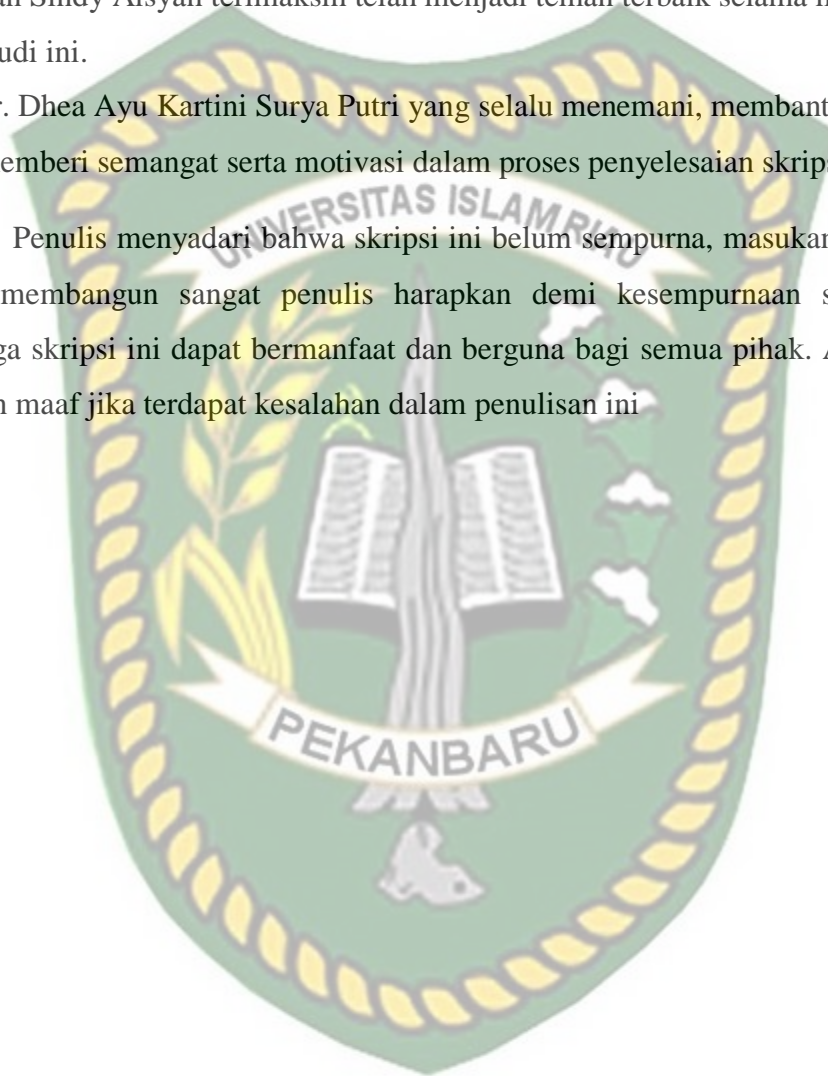 Sindy Aisyah telah menjadi teman terbaik selama
udi ini.
r. Dhea Ayu Kartini Surya Putri yang selalu menemani, membant
emberi semangat serta motivasi dalam proses penyelesaian skrips
UNIVERSITAS ISLAM RIAU
Penulis menyadari bahwa skripsi ini belum sempurna, masukan
membangun sangat penulis harapkan demi kesempurnaan s
ga skripsi ini dapat bermanfaat dan berguna bagi semua pihak. A
n maaf jika terdapat kesalahan dalam penulisan ini
PEKANBARU